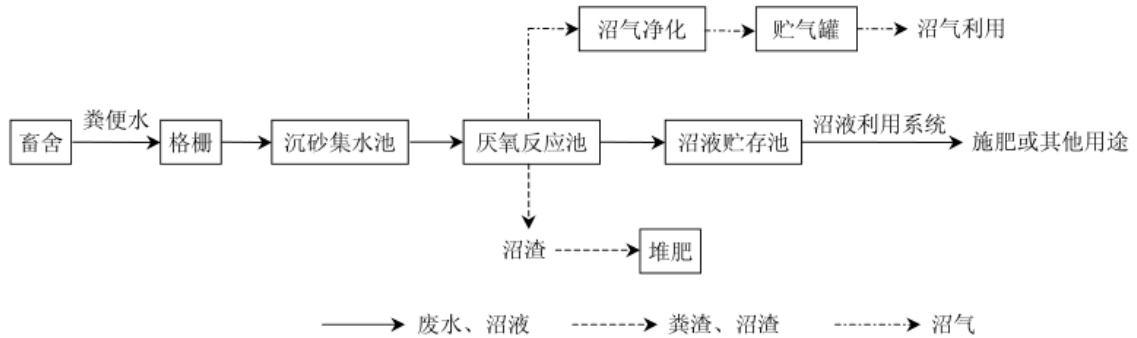 沼气净化
贮气罐
沼气利用
畜舍
粪便水
格栅
沉砂集水池
厌氧反应池
沼液贮存池
沼液利用系统
施肥或其他用途
沼渣
堆肥
废水、沼液
粪渣、沼渣
沼气